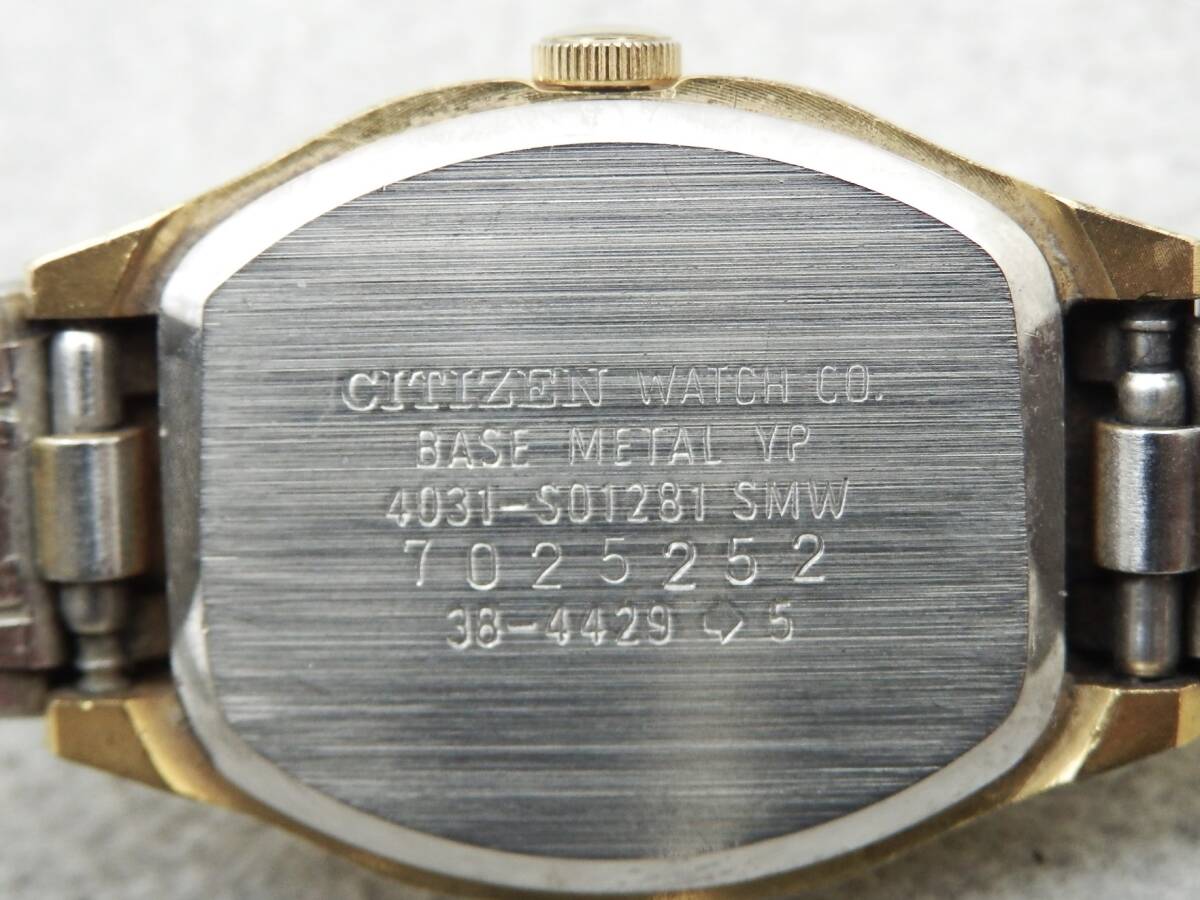 CITIZEN WATCH CO.
BASE METAL YP
4031-S01281 SMW
7025252
38-4429 5